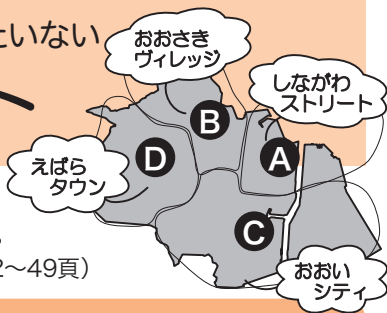 いない
おおさき
ヴィレッジ
しながわ
ストリート
B
A
D
えばら
タウン
C
2〜49頁）
おおい
シティ